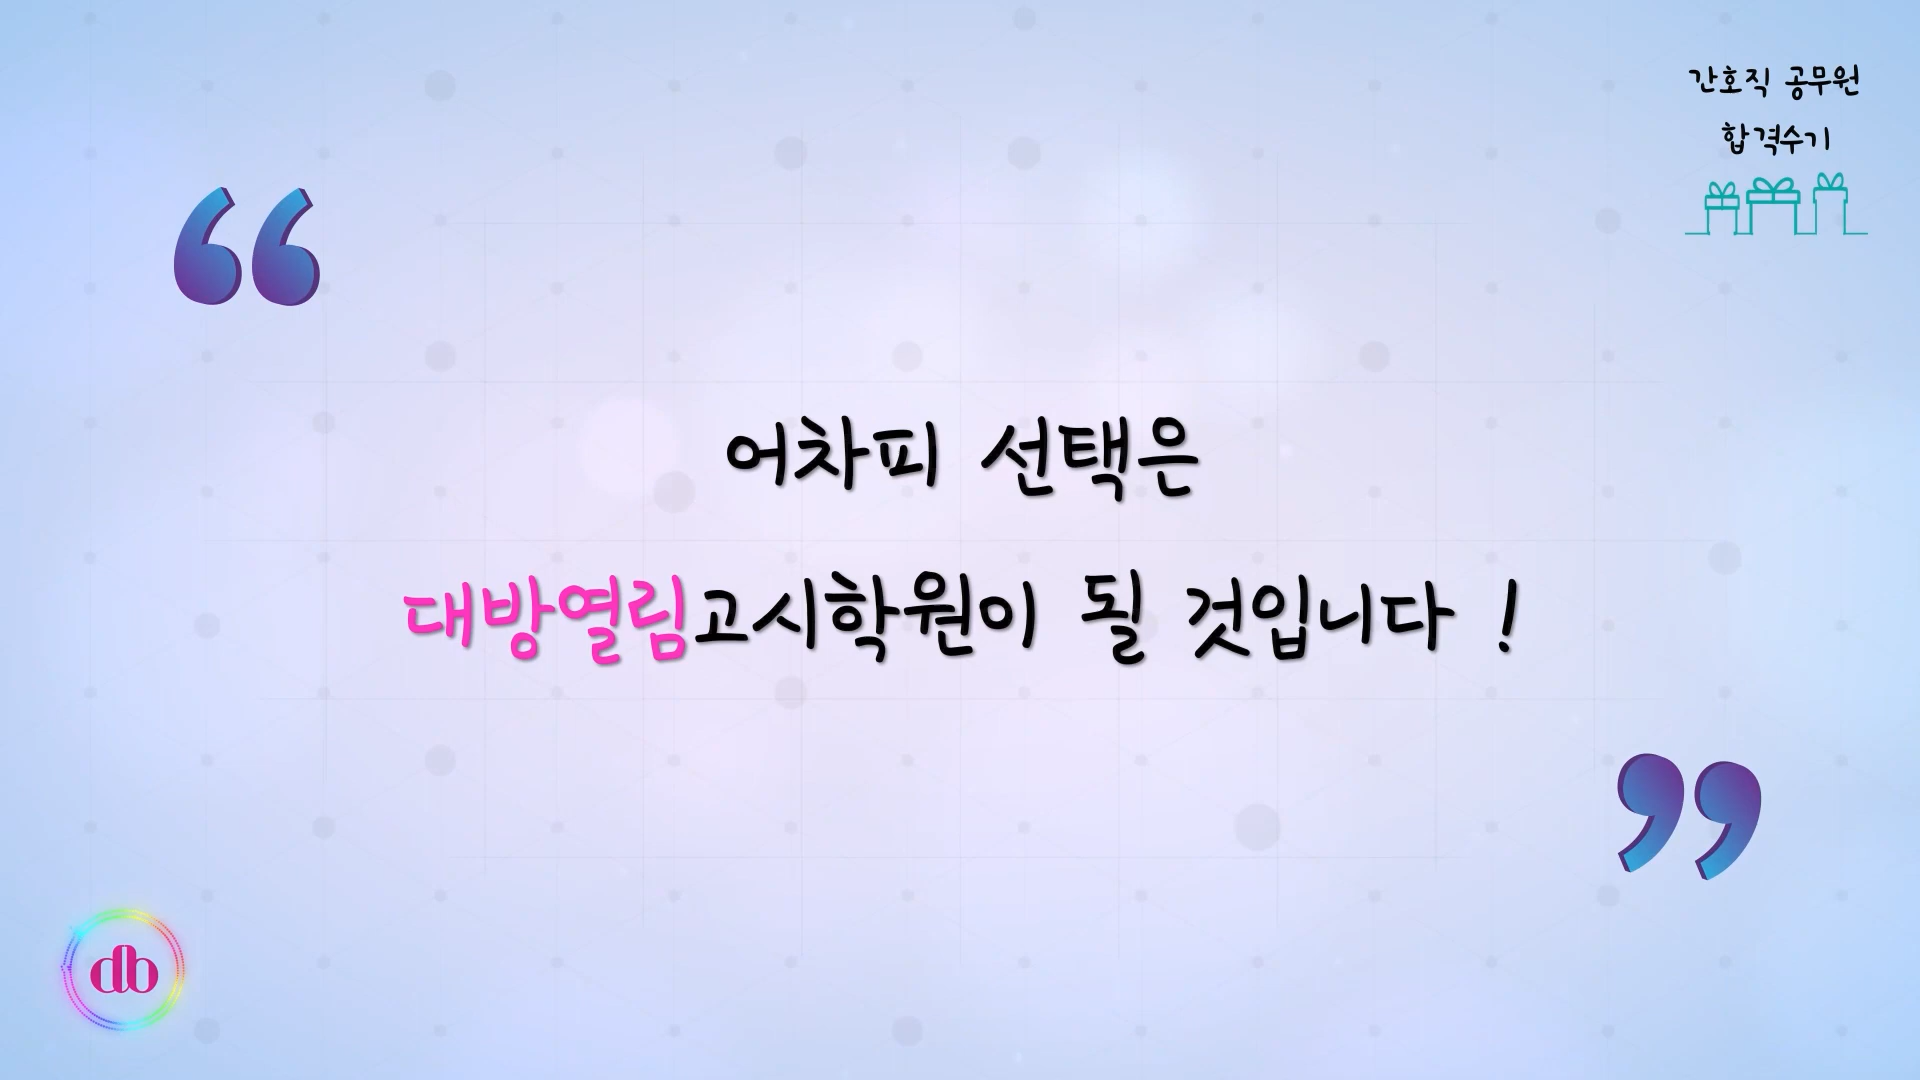 간호직 공무원
합격수기
“
어차피 선택은
대방열림고시학원이 될 것입니다 !
”
db